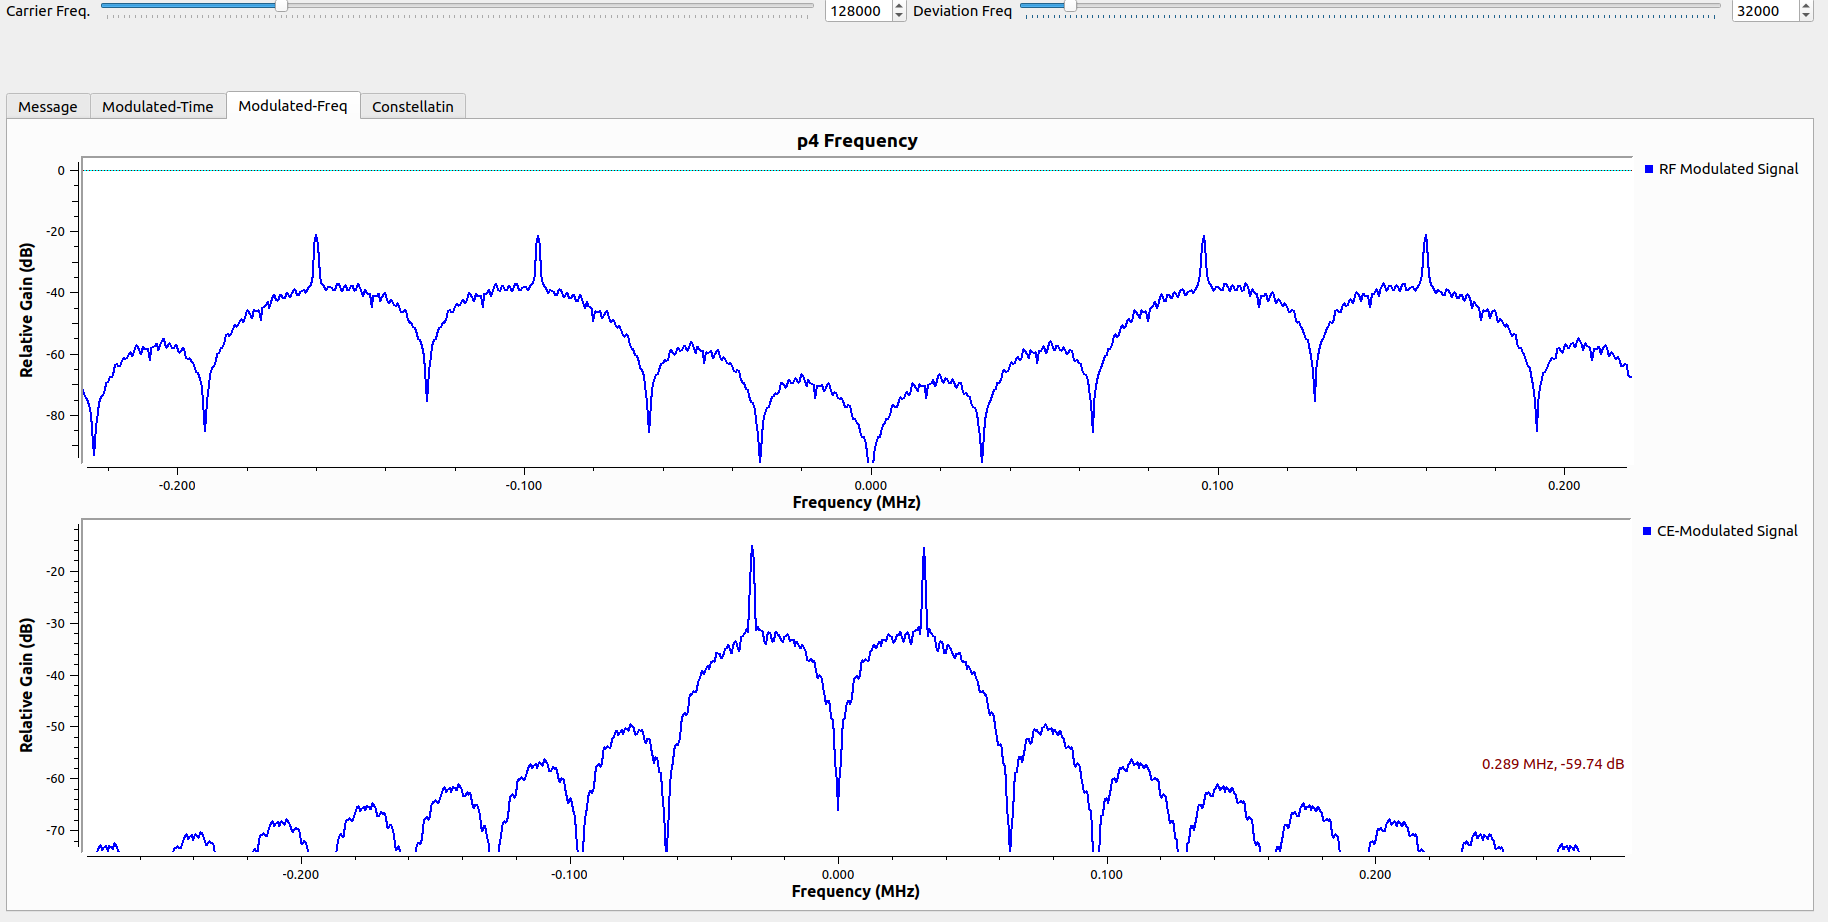 Carrier Freq. 128000 Deviation Freq 32000
Message Modulated-Time Modulated-Freq Constellatin
p4 Frequency
RF Modulated Signal
Relative Gain (dB)
0
-20
-40
-60
-80
-0.200 -0.100 0.000 0.100 0.200
Frequency (MHz)
CE-Modulated Signal
Relative Gain (dB)
-20
-30
-40
-50
-60
-70
0.289 MHz, -59.74 dB
-0.200 -0.100 0.000 0.100 0.200
Frequency (MHz)